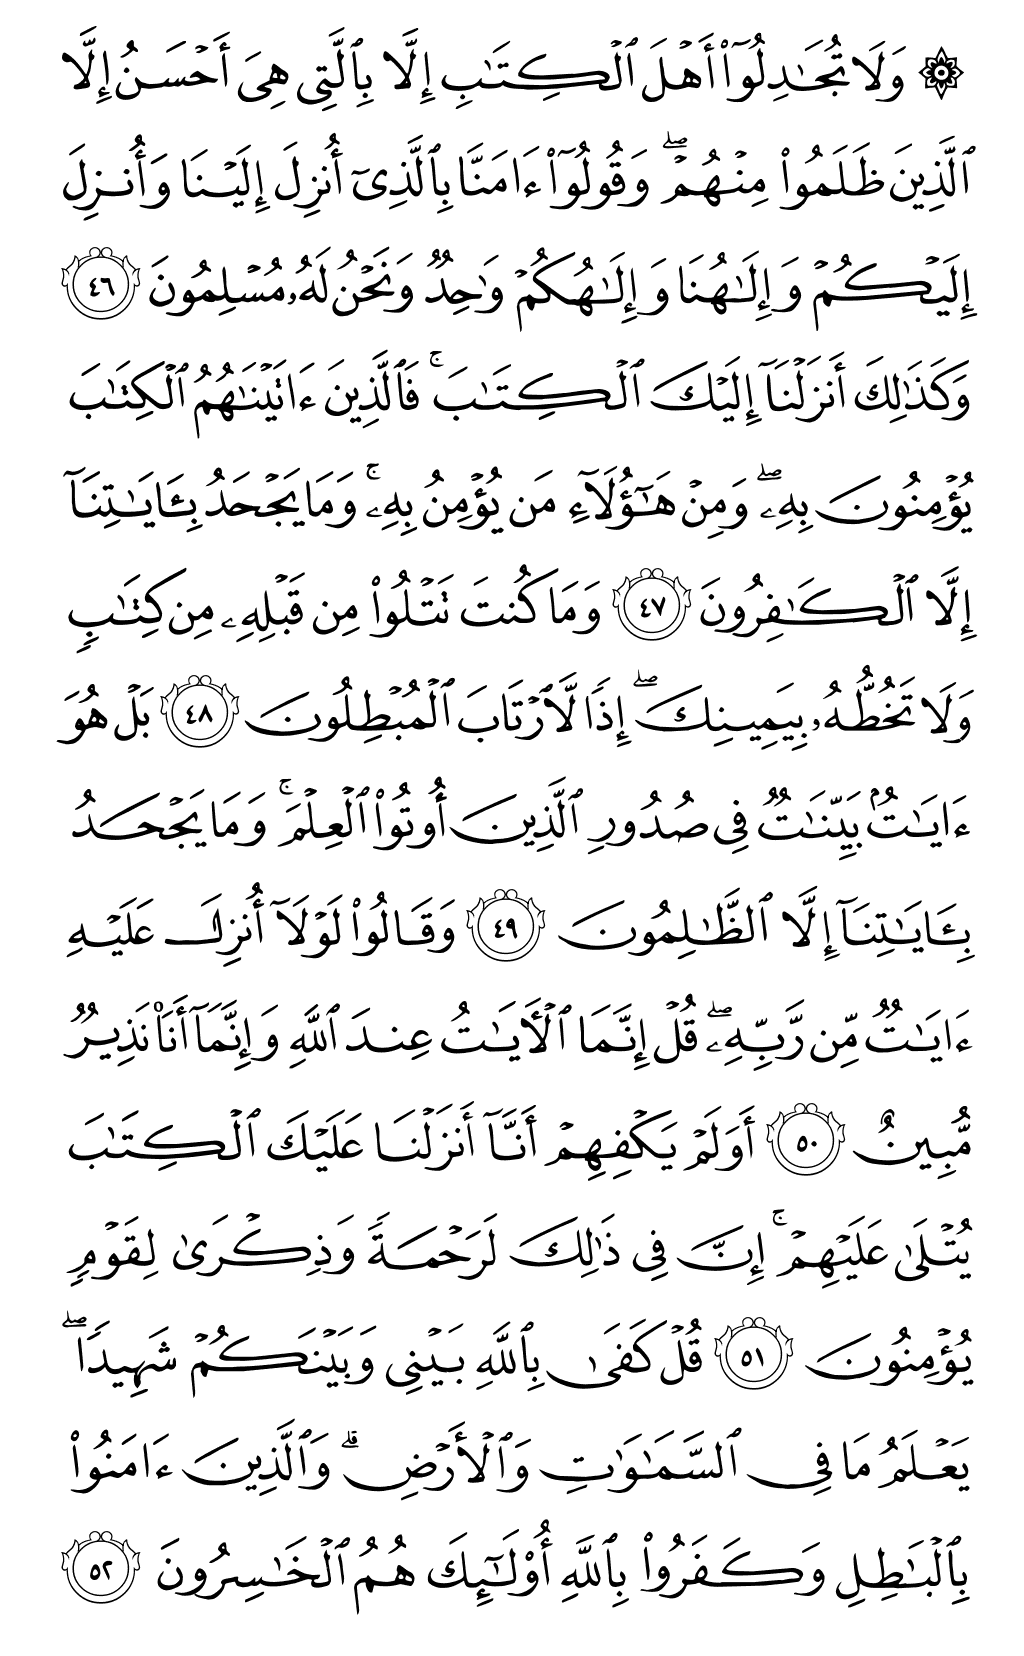 ۞ وَلَا تُجَـٰدِلُوٓا۟ أَهْلَ ٱلْكِتَـٰبِ إِلَّا بِٱلَّتِى هِىَ أَحْسَنُ إِلَّا
ٱلَّذِينَ ظَلَمُوا۟ مِنْهُمْ ۖ وَقُولُوٓا۟ ءَامَنَّا بِٱلَّذِىٓ أُنزِلَ إِلَيْنَا وَأُنزِلَ
إِلَيْكُمْ وَإِلَـٰهُنَا وَإِلَـٰهُكُمْ وَٰحِدٌ وَنَحْنُ لَهُۥ مُسْلِمُونَ ٤٦
وَكَذَٰلِكَ أَنزَلْنَآ إِلَيْكَ ٱلْكِتَـٰبَ ۚ فَٱلَّذِينَ ءَاتَيْنَـٰهُمُ ٱلْكِتَـٰبَ
يُؤْمِنُونَ بِهِۦ ۖ وَمِنْ هَـٰٓؤُلَآءِ مَن يُؤْمِنُ بِهِۦ ۚ وَمَا يَجْحَدُ بِـَٔايَـٰتِنَآ
إِلَّا ٱلْكَـٰفِرُونَ ٤٧ وَمَا كُنتَ تَتْلُوا۟ مِن قَبْلِهِۦ مِن كِتَـٰبٍ
وَلَا تَخُطُّهُۥ بِيَمِينِكَ ۖ إِذًا لَّٱرْتَابَ ٱلْمُبْطِلُونَ ٤٨ بَلْ هُوَ
ءَايَـٰتٌۢ بَيِّنَـٰتٌ فِى صُدُورِ ٱلَّذِينَ أُوتُوا۟ ٱلْعِلْمَ ۚ وَمَا يَجْحَدُ
بِـَٔايَـٰتِنَآ إِلَّا ٱلظَّـٰلِمُونَ ٤٩ وَقَالُوا۟ لَوْلَآ أُنزِلَ عَلَيْهِ
ءَايَـٰتٌ مِّن رَّبِّهِۦ ۖ قُلْ إِنَّمَا ٱلْـَٔايَـٰتُ عِندَ ٱللَّهِ وَإِنَّمَآ أَنَا۠ نَذِيرٌ
مُّبِينٌ ٥٠ أَوَلَمْ يَكْفِهِمْ أَنَّآ أَنزَلْنَا عَلَيْكَ ٱلْكِتَـٰبَ
يُتْلَىٰ عَلَيْهِمْ ۚ إِنَّ فِى ذَٰلِكَ لَرَحْمَةً وَذِكْرَىٰ لِقَوْمٍ
يُؤْمِنُونَ ٥١ قُلْ كَفَىٰ بِٱللَّهِ بَيْنِى وَبَيْنَكُمْ شَهِيدًا ۖ
يَعْلَمُ مَا فِى ٱلسَّمَـٰوَٰتِ وَٱلْأَرْضِ ۗ وَٱلَّذِينَ ءَامَنُوا۟
بِٱلْبَـٰطِلِ وَكَفَرُوا۟ بِٱللَّهِ أُو۟لَـٰٓئِكَ هُمُ ٱلْخَـٰسِرُونَ ٥٢